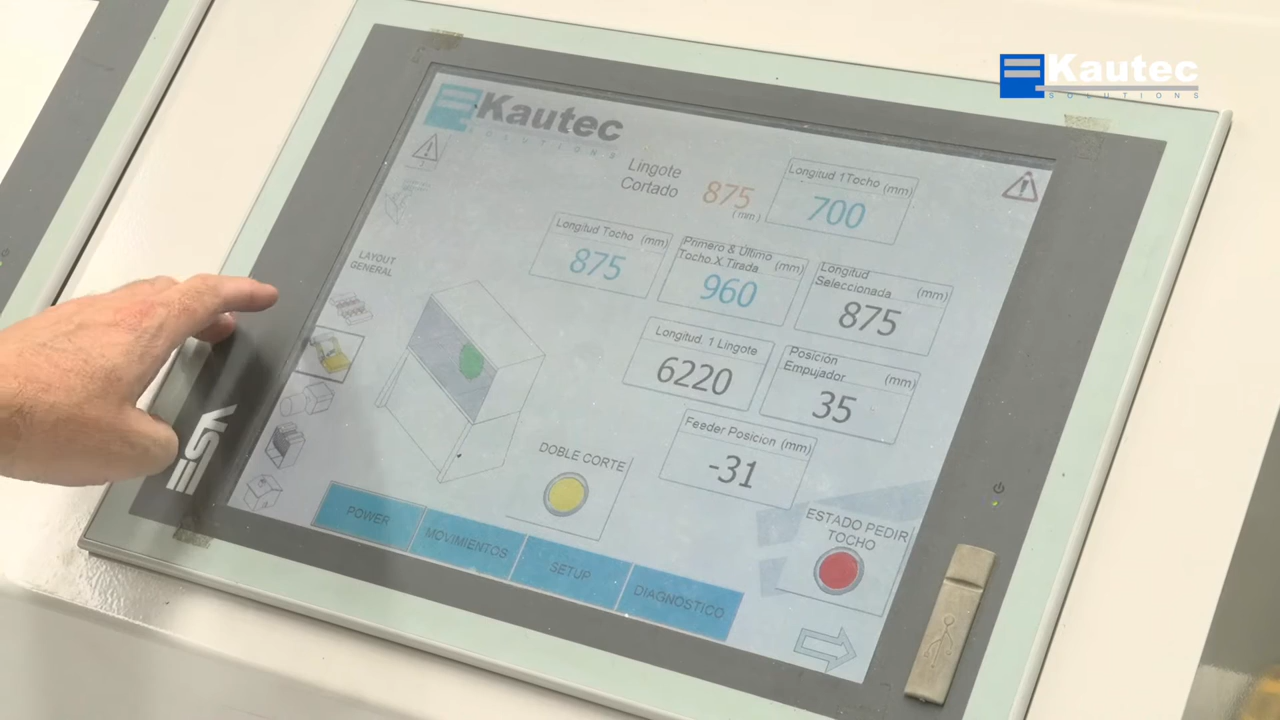 Kautec
SOLUTIONS
Kautec
SOLUTIONS
Lingote
Cortado
875
(mm)
Longitud 1Tocho (mm)
700
Longitud Tocho (mm)
875
Primero & Último
Tocho X Tirada (mm)
960
Longitud
Seleccionada (mm)
875
LAYOUT
GENERAL
Longitud. 1 Lingote
6220
Posición
Empujador (mm)
35
Feeder Posicion (mm)
-31
DOBLE CORTE
ESTADO PEDIR
TOCHO
POWER
MOVIMIENTOS
SETUP
DIAGNOSTICO
ESA